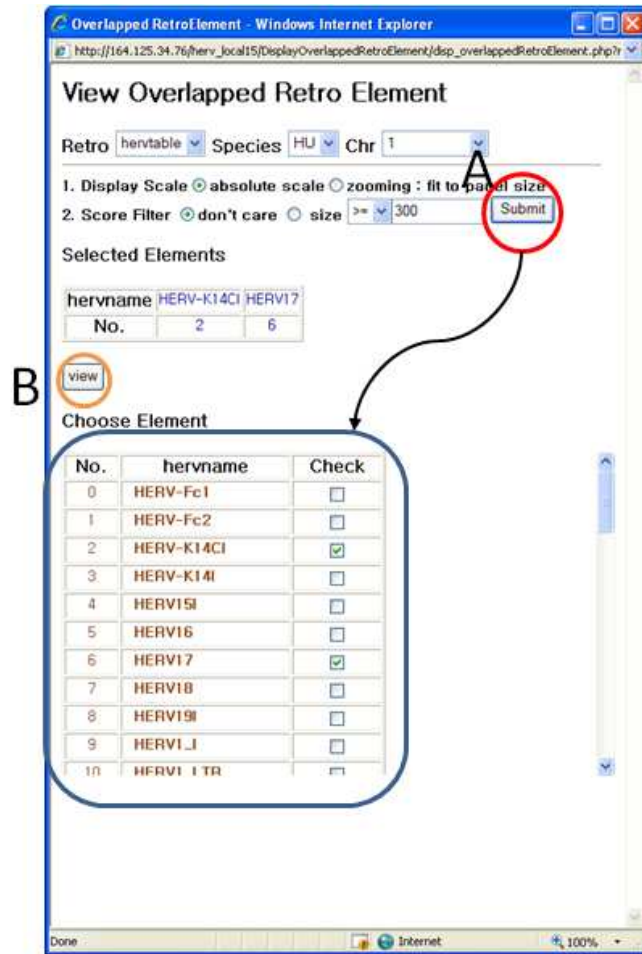 Overlapped RetroElement - Windows Internet Explorer
http://164.125.34.76/herv_local15/DisplayOverlappedRetroElement/disp_overlappedRetroElement.php?r
View Overlapped Retro Element
Retro hervtable Species HU Chr 1
A
1. Display Scale absolute scale zooming : fit to panel size
2. Score Filter don't care size >= 300 Submit
Selected Elements
hervname HERV-K14CI HERV17
No. 2 6
B view
Choose Element
No. hervname Check
0 HERV-Fc1
1 HERV-Fc2
2 HERV-K14CI
3 HERV-K14I
4 HERV15I
5 HERV16
6 HERV17
7 HERV18
8 HERV19I
9 HERV1_I
10 HERV1_LTR
Done Internet 100%